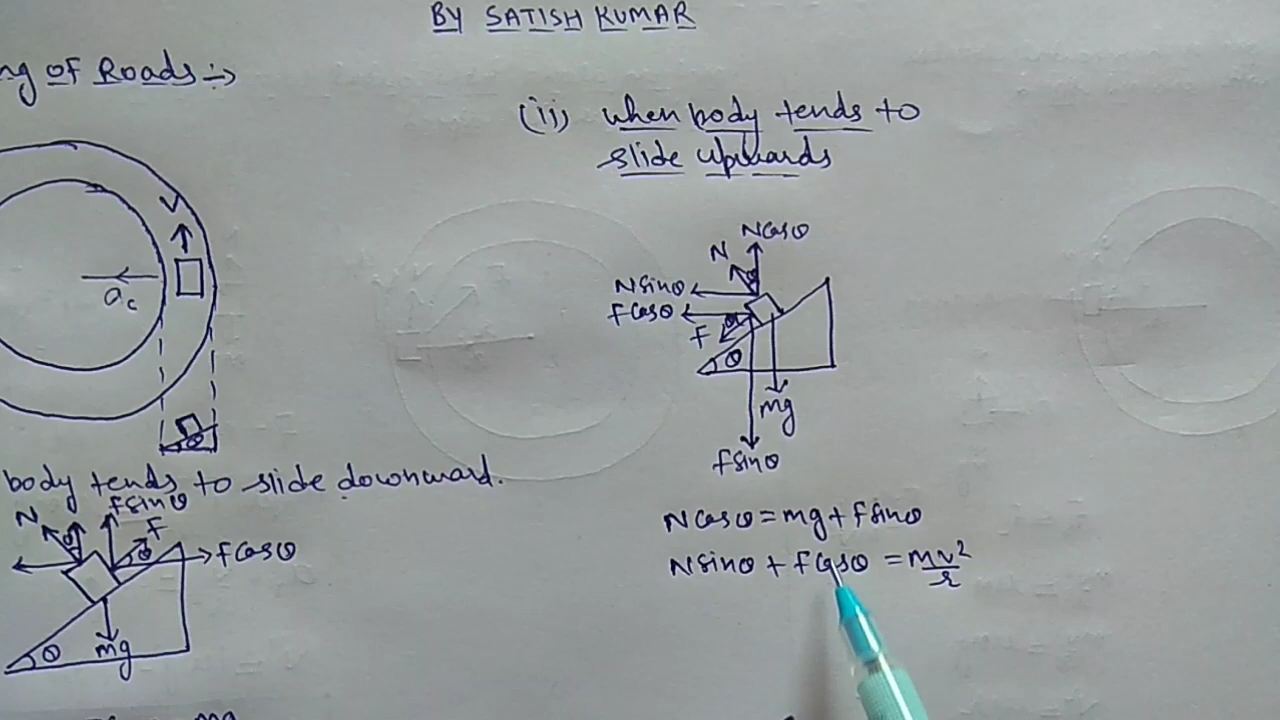 BY SATISH KUMAR
ng of Roads:->
(ii) when body tends to
slide upwards
V
ac
θ
body tends to slide downward.
fsinθ
N
F
θ
θ
fcosθ
θ
mg
Ncosθ
N
θ
Nsinθ
Fcosθ
θ
F
θ
mg
fsinθ
Ncosθ = mg + fsinθ
Nsinθ + fcosθ = mv²/r